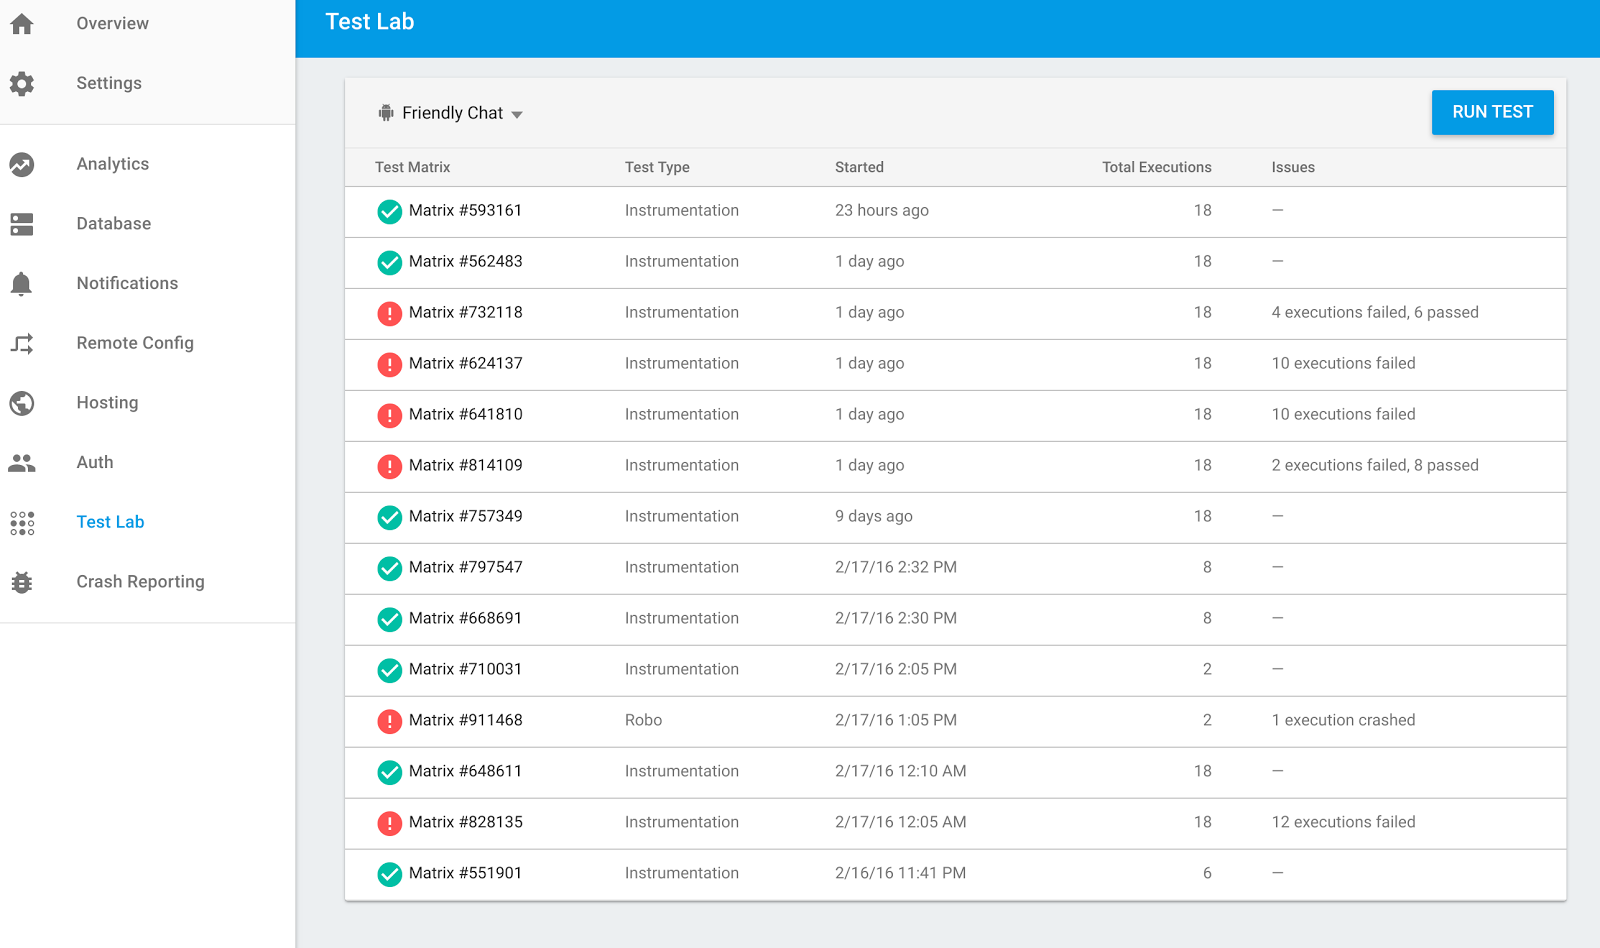 Overview
Settings
Analytics
Database
Notifications
Remote Config
Hosting
Auth
Test Lab
Crash Reporting
Test Lab
Friendly Chat
RUN TEST
Test Matrix Test Type Started Total Executions Issues
Matrix #593161 Instrumentation 23 hours ago 18 —
Matrix #562483 Instrumentation 1 day ago 18 —
Matrix #732118 Instrumentation 1 day ago 18 4 executions failed, 6 passed
Matrix #624137 Instrumentation 1 day ago 18 10 executions failed
Matrix #641810 Instrumentation 1 day ago 18 10 executions failed
Matrix #814109 Instrumentation 1 day ago 18 2 executions failed, 8 passed
Matrix #757349 Instrumentation 9 days ago 18 —
Matrix #797547 Instrumentation 2/17/16 2:32 PM 8 —
Matrix #668691 Instrumentation 2/17/16 2:30 PM 8 —
Matrix #710031 Instrumentation 2/17/16 2:05 PM 2 —
Matrix #911468 Robo 2/17/16 1:05 PM 2 1 execution crashed
Matrix #648611 Instrumentation 2/17/16 12:10 AM 18 —
Matrix #828135 Instrumentation 2/17/16 12:05 AM 18 12 executions failed
Matrix #551901 Instrumentation 2/16/16 11:41 PM 6 —